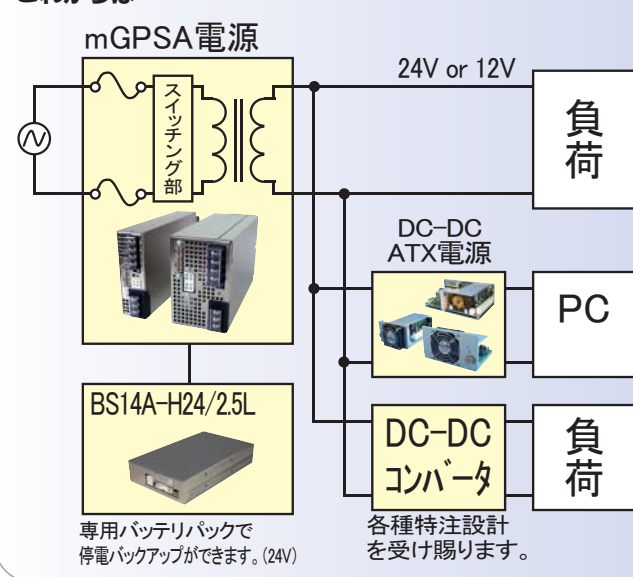 これからは
mGPSA電源
24V or 12V
スイッチング部
負荷
DC-DC
ATX電源
PC
BS14A-H24/2.5L
DC-DC
コンバータ
負荷
専用バッテリパックで
停電バックアップができます。(24V)
各種特注設計
を受け賜ります。